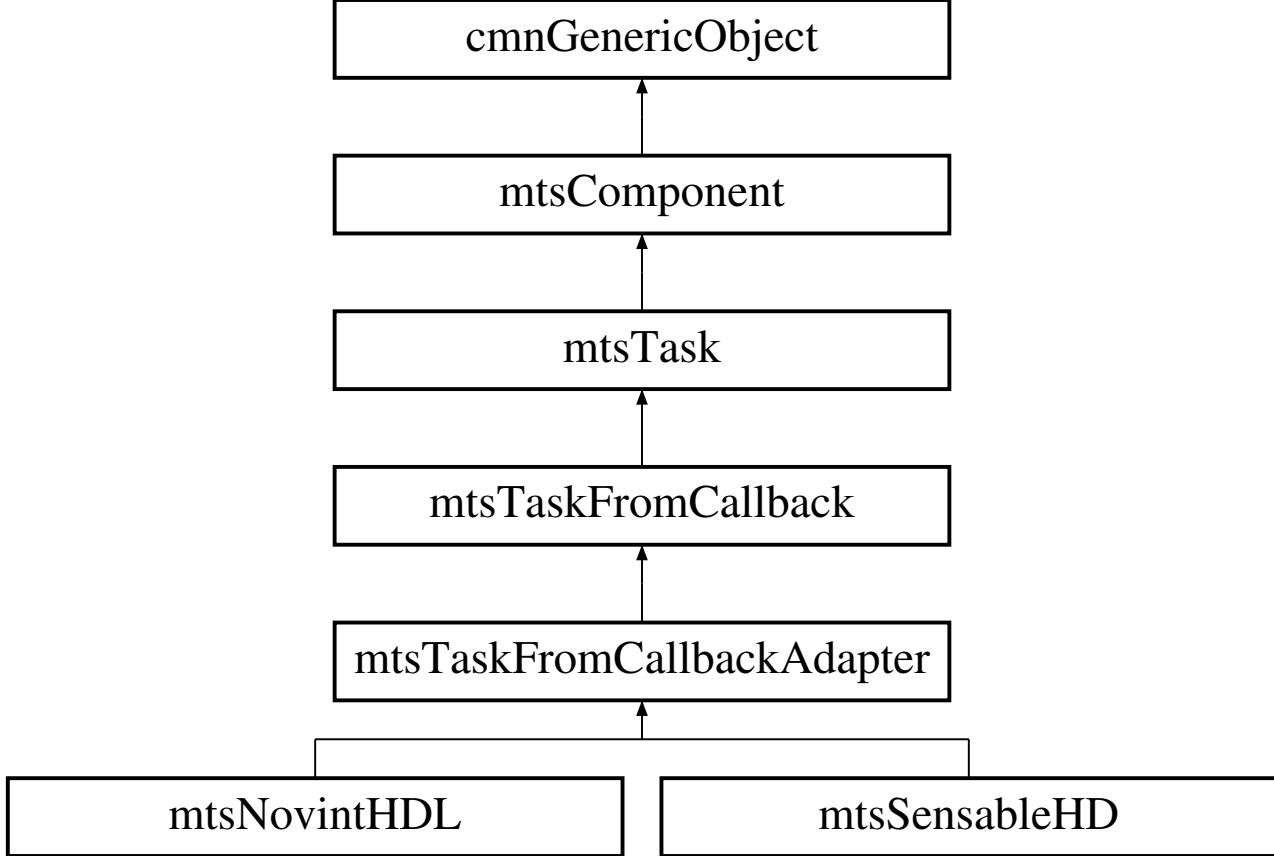 cmnGenericObject
mtsComponent
mtsTask
mtsTaskFromCallback
mtsTaskFromCallbackAdapter
mtsNovintHDL
mtsSensableHD